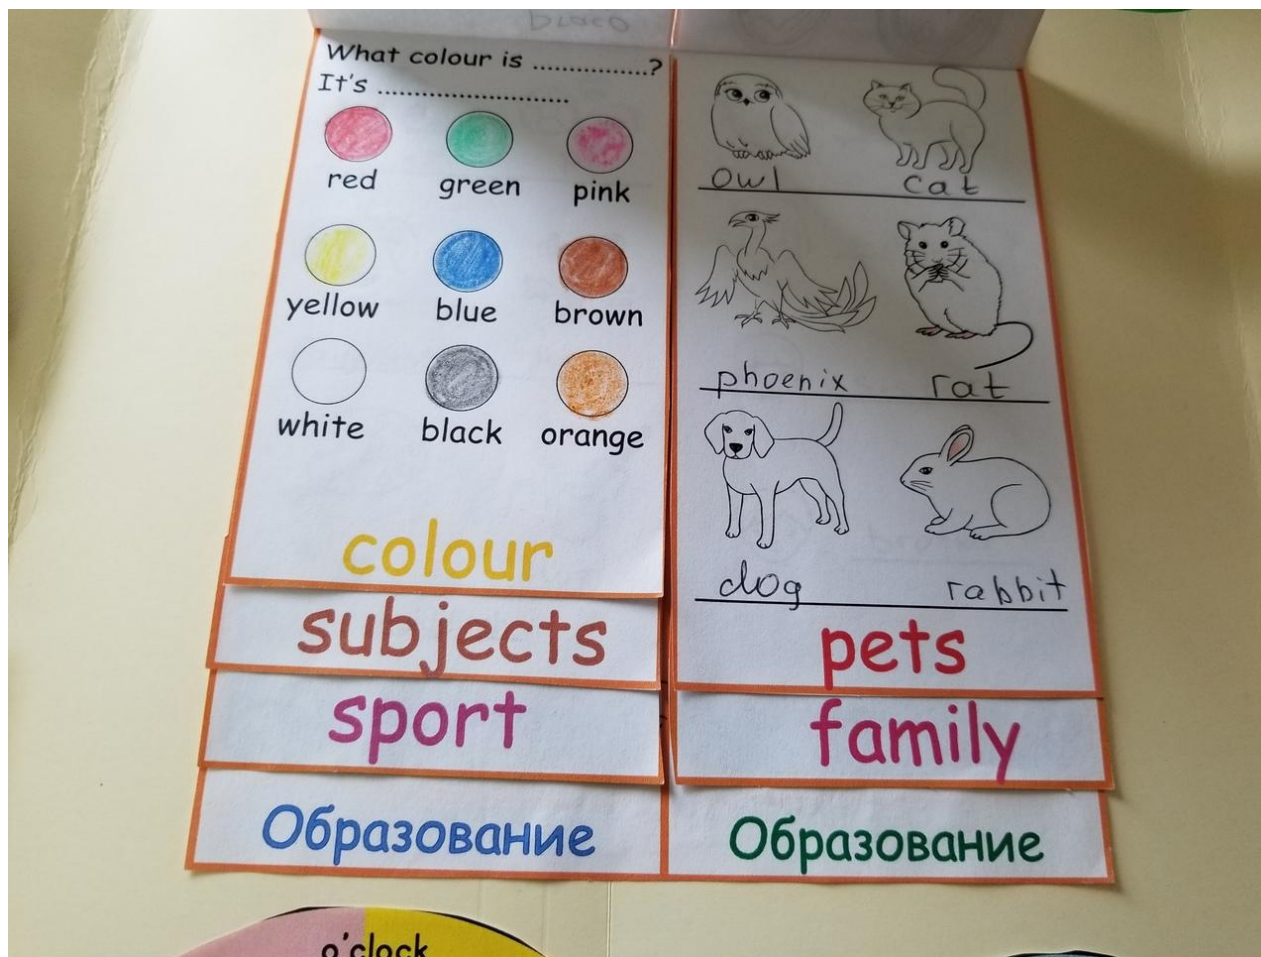 What colour is ................?
It's ..........................
red green pink
yellow blue brown
white black orange
colour
subjects
sport
Образование
owl cat
phoenix rat
dog rabbit
pets
family
Образование
o'clock